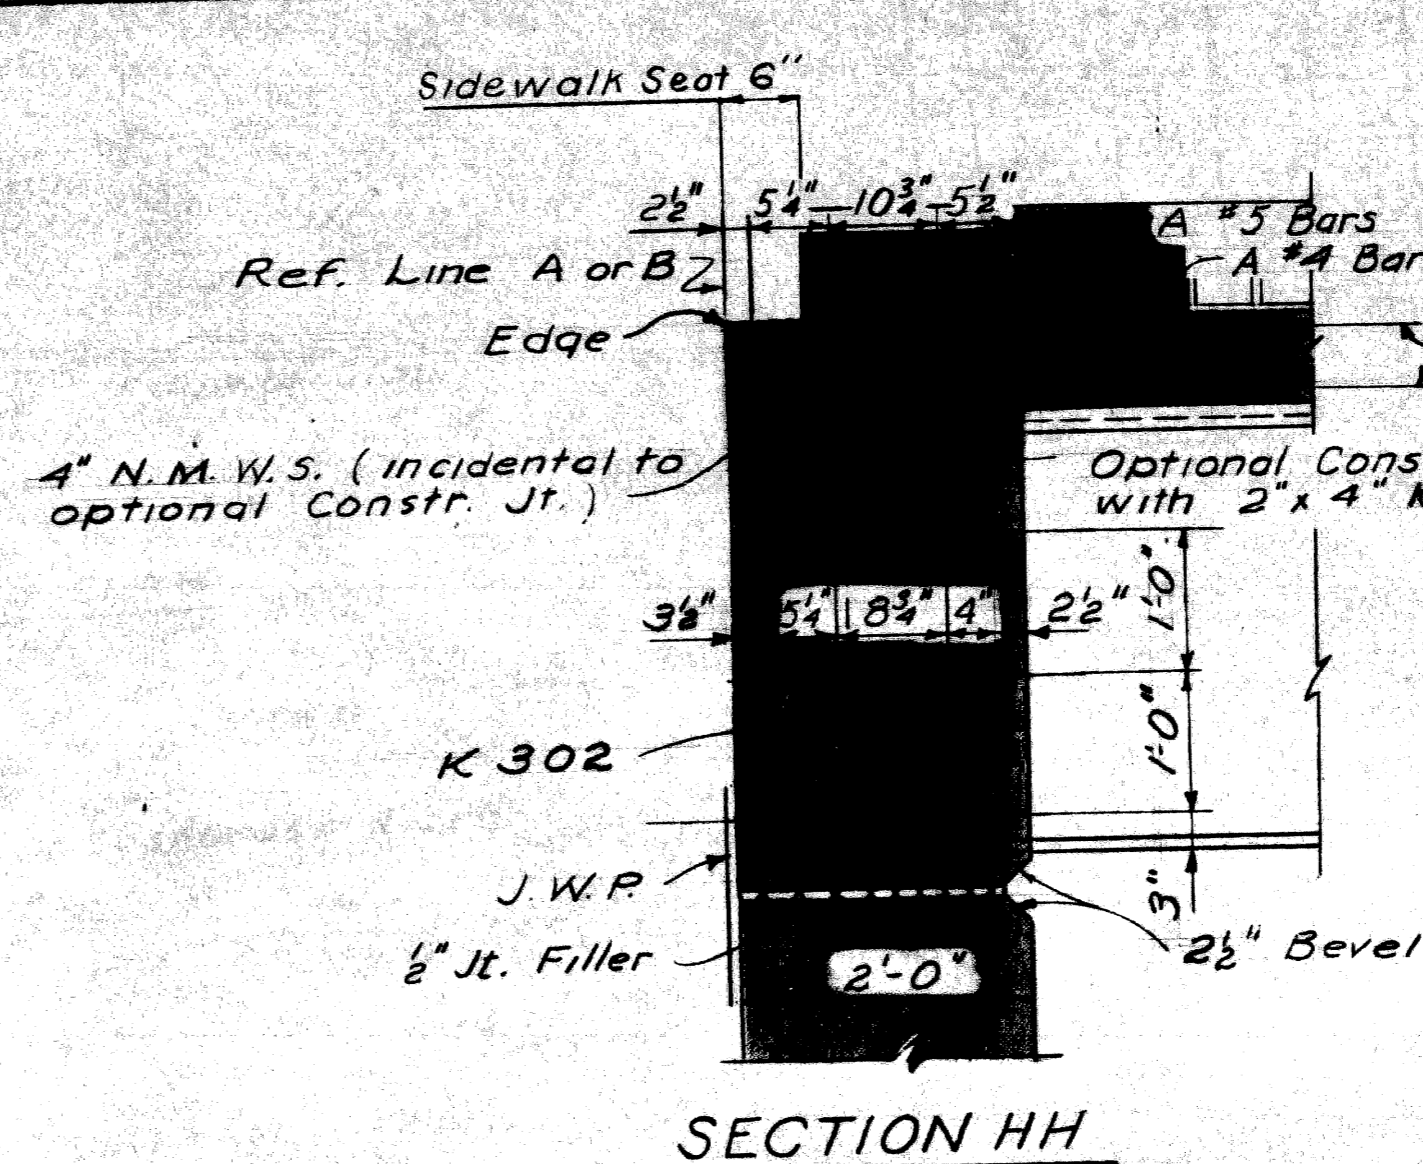 Sidewalk Seat 6"
2½" 5¼" 10¾" 5½"
A #5 Bars
A #4 Bar
Ref. Line A or B
Edge
4" N.M.W.S. (incidental to
optional Constr. Jt.)
Optional Cons
with 2"x 4"
3½" 5¼" 8¾" 4" 2½"
1'-0"
1'-0"
K 302
J.W.P.
3"
½" Jt. Filler
2'-0"
2½" Bevel
SECTION HH